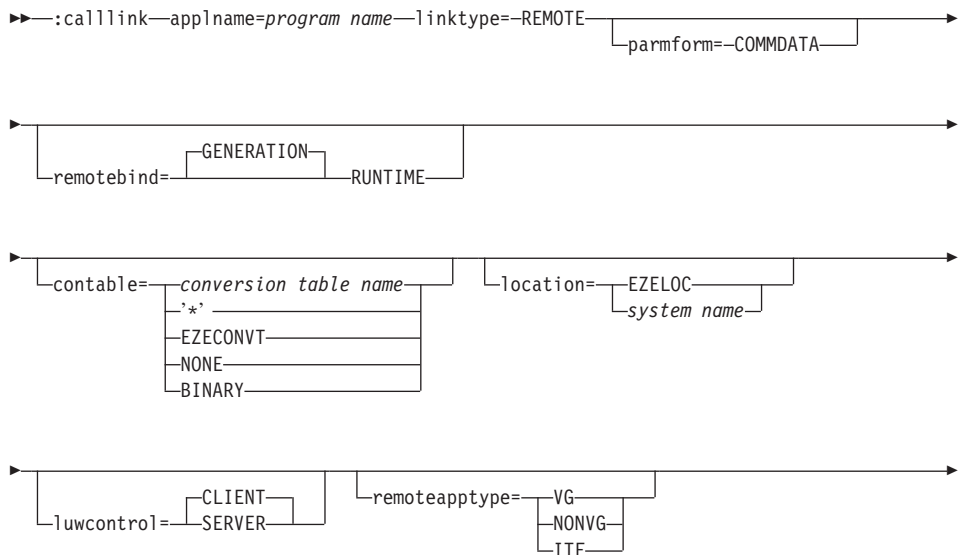 :calllink applname=program name linktype= REMOTE
parmform= COMMDATA
GENERATION
remotebind= RUNTIME
contable= conversion table name location= EZELOC
'*' system name
EZECONVT
NONE
BINARY
CLIENT remoteapptype= VG
luwcontrol= SERVER NONVG
ITF